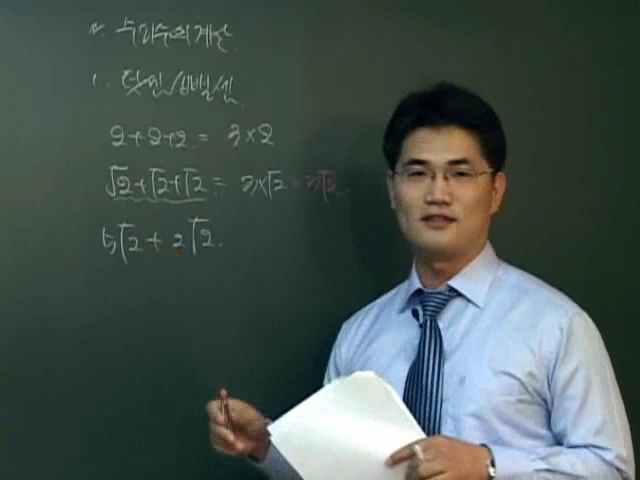 무리수의 계산
1. 덧셈/뺄셈
2+2+2 = 3×2
√2+√2+√2 = 3×√2 = 3√2
5√2 + 2√2.